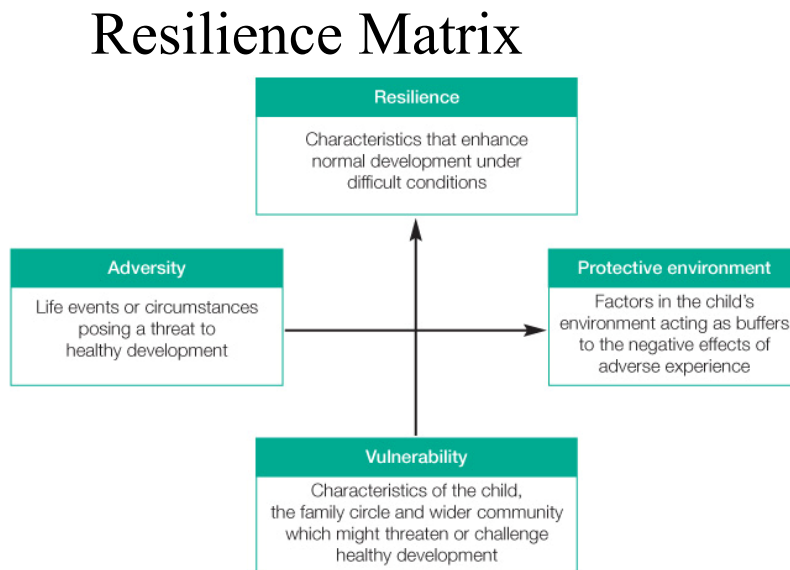 Resilience Matrix
Resilience
Characteristics that enhance
normal development under
difficult conditions
Adversity
Life events or circumstances
posing a threat to
healthy development
Protective environment
Factors in the child’s
environment acting as buffers
to the negative effects of
adverse experience
Vulnerability
Characteristics of the child,
the family circle and wider community
which might threaten or challenge
healthy development